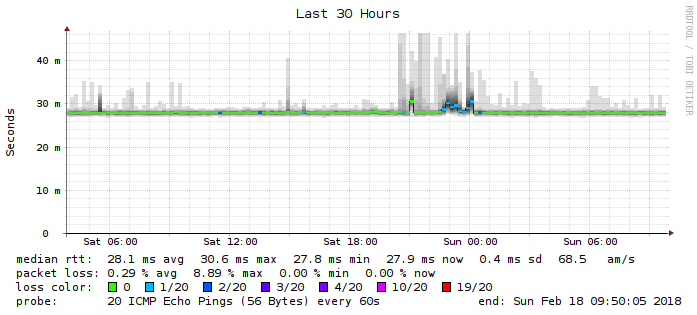 Last 30 Hours
RRDTOOL / TOBI OETIKER
Seconds
40 m
30 m
20 m
10 m
0
Sat 06:00 Sat 12:00 Sat 18:00 Sun 00:00 Sun 06:00
median rtt: 28.1 ms avg 30.6 ms max 27.8 ms min 27.9 ms now 0.4 ms sd 68.5 am/s
packet loss: 0.29 % avg 8.89 % max 0.00 % min 0.00 % now
loss color: 0 1/20 2/20 3/20 4/20 10/20 19/20
probe: 20 ICMP Echo Pings (56 Bytes) every 60s end: Sun Feb 18 09:50:05 2018